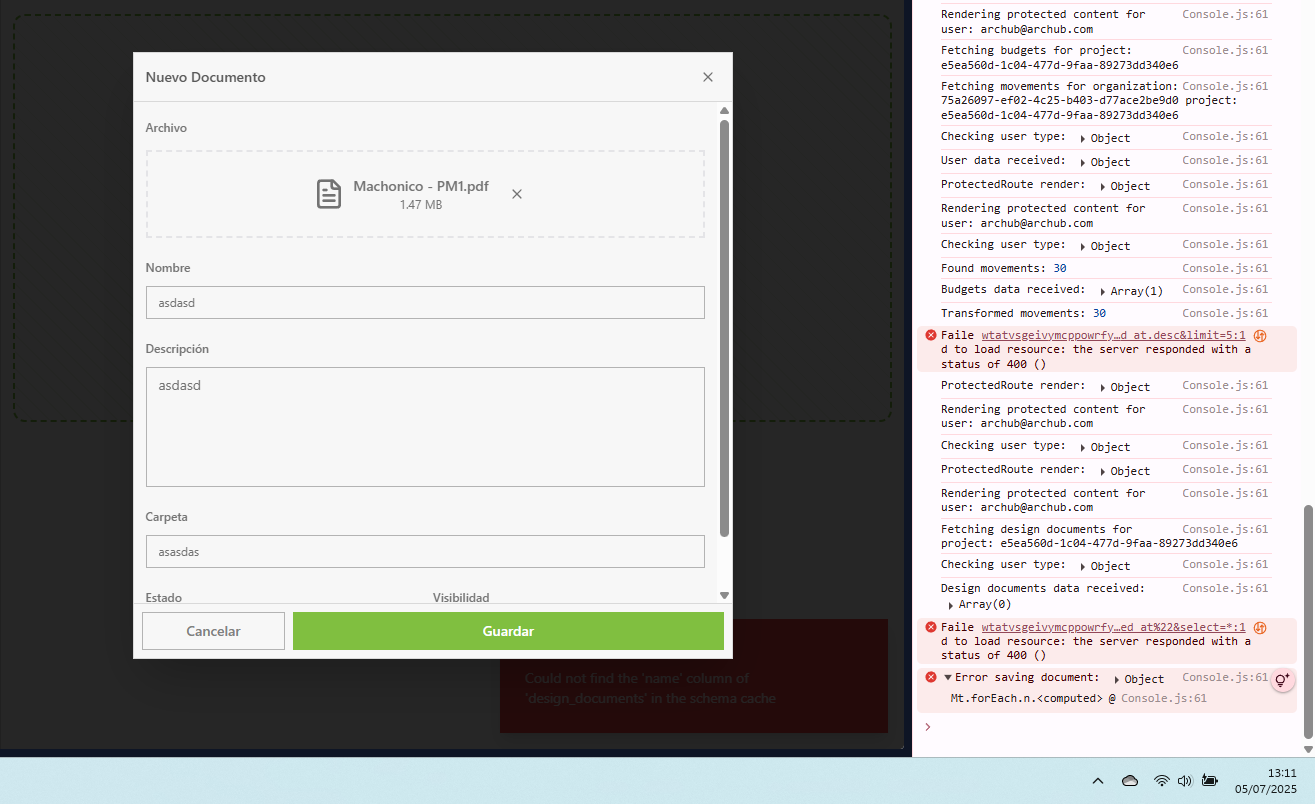 Nuevo Documento
Archivo
Machonico - PM1.pdf
1.47 MB
Nombre
asdasd
Descripción
asdasd
Carpeta
asasdas
Estado Visibilidad
Cancelar Guardar
Could not find the 'name' column of
'design_documents' in the schema cache
Rendering protected content for Console.js:61
user: archub@archub.com
Fetching budgets for project: Console.js:61
e5ea560d-1c04-477d-9faa-89273dd340e6
Fetching movements for organization: Console.js:61
75a26097-ef02-4c25-b403-d77ace2be9d0 project:
e5ea560d-1c04-477d-9faa-89273dd340e6
Checking user type: Object Console.js:61
User data received: Object Console.js:61
ProtectedRoute render: Object Console.js:61
Rendering protected content for Console.js:61
user: archub@archub.com
Checking user type: Object Console.js:61
Found movements: 30 Console.js:61
Budgets data received: Array(1) Console.js:61
Transformed movements: 30 Console.js:61
Faile wtatvsgeivymcppowrfy…d_at.desc&limit=5:1
d to load resource: the server responded with a
status of 400 ()
ProtectedRoute render: Object Console.js:61
Rendering protected content for Console.js:61
user: archub@archub.com
Checking user type: Object Console.js:61
ProtectedRoute render: Object Console.js:61
Rendering protected content for Console.js:61
user: archub@archub.com
Fetching design documents for Console.js:61
project: e5ea560d-1c04-477d-9faa-89273dd340e6
Checking user type: Object Console.js:61
Design documents data received: Console.js:61
Array(0)
Faile wtatvsgeivymcppowrfy…ed_at%22&select=*:1
d to load resource: the server responded with a
status of 400 ()
Error saving document: Object Console.js:61
Mt.forEach.n.<computed> @ Console.js:61
13:11
05/07/2025